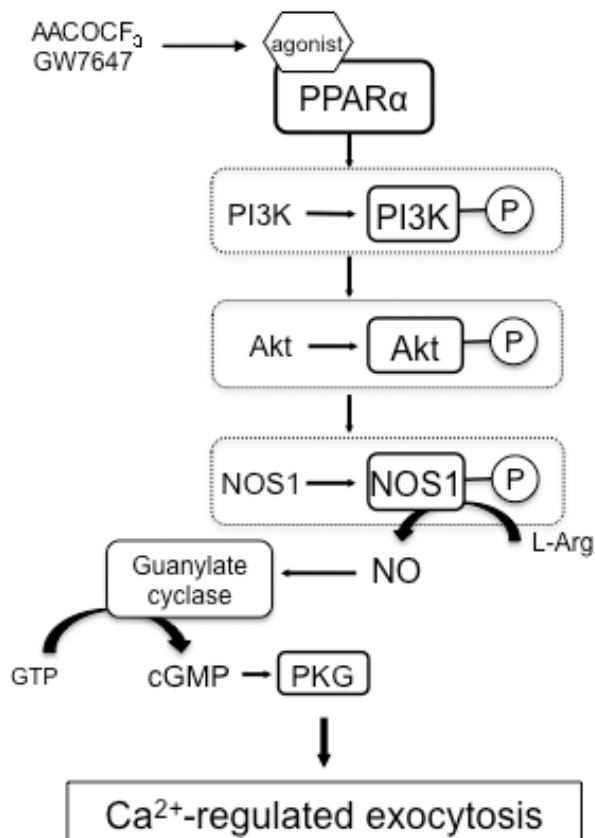 AACOCF₃
GW7647
agonist
PPARα
PI3K PI3K P
Akt Akt P
NOS1 NOS1 P
L-Arg
Guanylate
cyclase
NO
GTP
cGMP PKG
Ca²⁺-regulated exocytosis